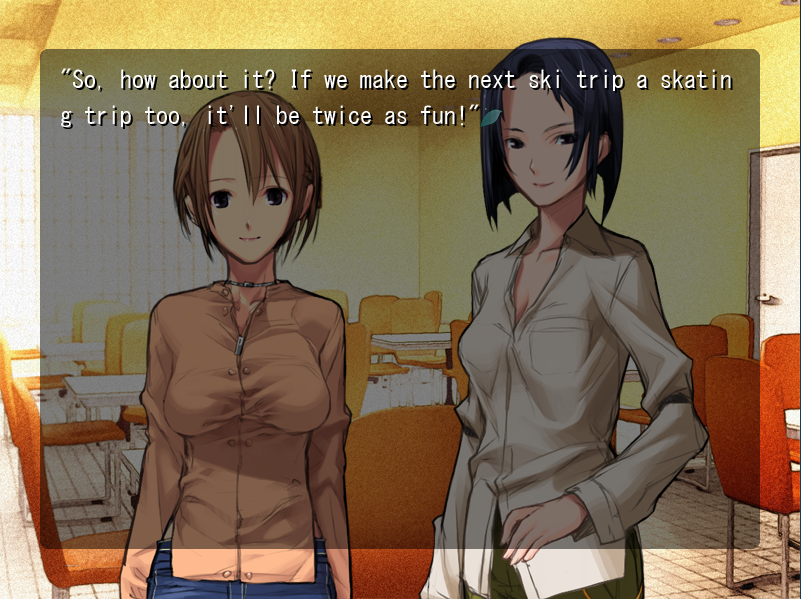 "So, how about it? If we make the next ski trip a skatin
g trip too, it'll be twice as fun!"